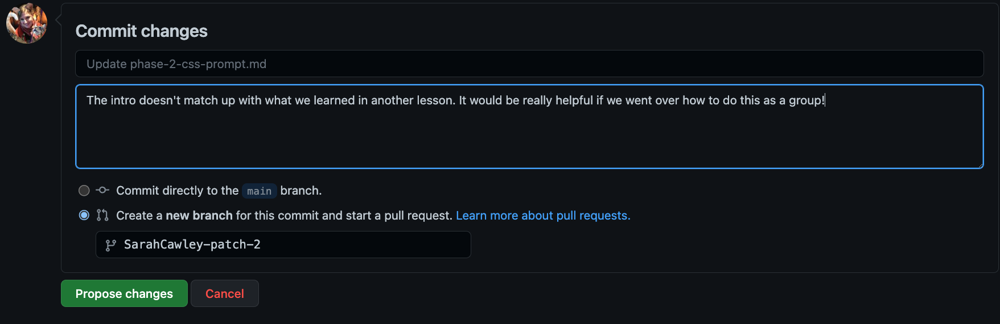 Commit changes
Update phase-2-css-prompt.md
The intro doesn't match up with what we learned in another lesson. It would be really helpful if we went over how to do this as a group!
Commit directly to the main branch.
Create a new branch for this commit and start a pull request. Learn more about pull requests.
SarahCawley-patch-2
Propose changes Cancel